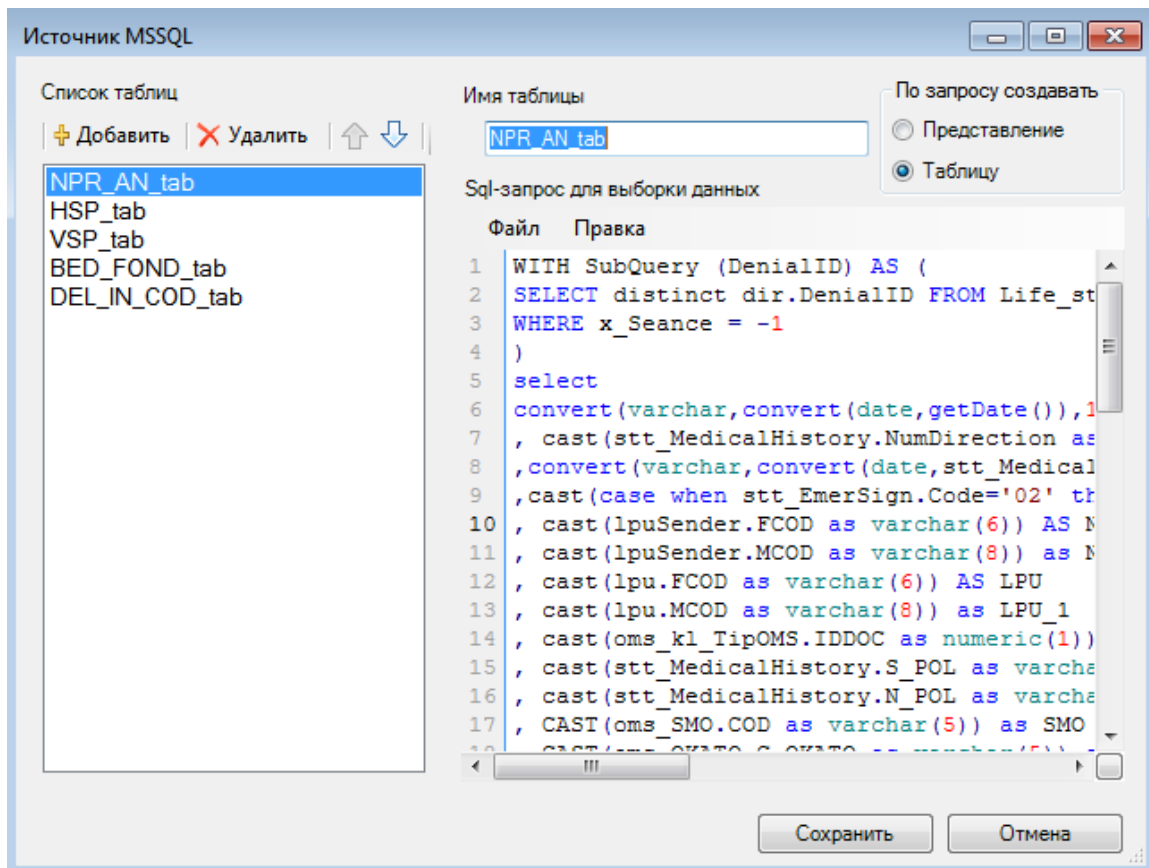 Источник MSSQL
Список таблиц
Добавить
Удалить
NPR_AN_tab
HSP_tab
VSP_tab
BED_FOND_tab
DEL_IN_COD_tab
Имя таблицы
NPR_AN_tab
По запросу создавать
Представление
Таблицу
Sql-запрос для выборки данных
Файл Правка
1 WITH SubQuery (DenialID) AS (
2 SELECT distinct dir.DenialID FROM Life_st
3 WHERE x_Seance = -1
4 )
5 select
6 convert(varchar,convert(date,getDate()),1
7 , cast(stt_MedicalHistory.NumDirection as
8 ,convert(varchar,convert(date,stt_Medical
9 ,cast(case when stt_EmerSign.Code='02' th
10 , cast(lpuSender.FCOD as varchar(6)) AS N
11 , cast(lpuSender.MCOD as varchar(8)) as N
12 , cast(lpu.FCOD as varchar(6)) AS LPU
13 , cast(lpu.MCOD as varchar(8)) as LPU_1
14 , cast(oms_kl_TipOMS.IDDOC as numeric(1))
15 , cast(stt_MedicalHistory.S_POL as varcha
16 , cast(stt_MedicalHistory.N_POL as varcha
17 , CAST(oms_SMO.COD as varchar(5)) as SMO
Сохранить
Отмена